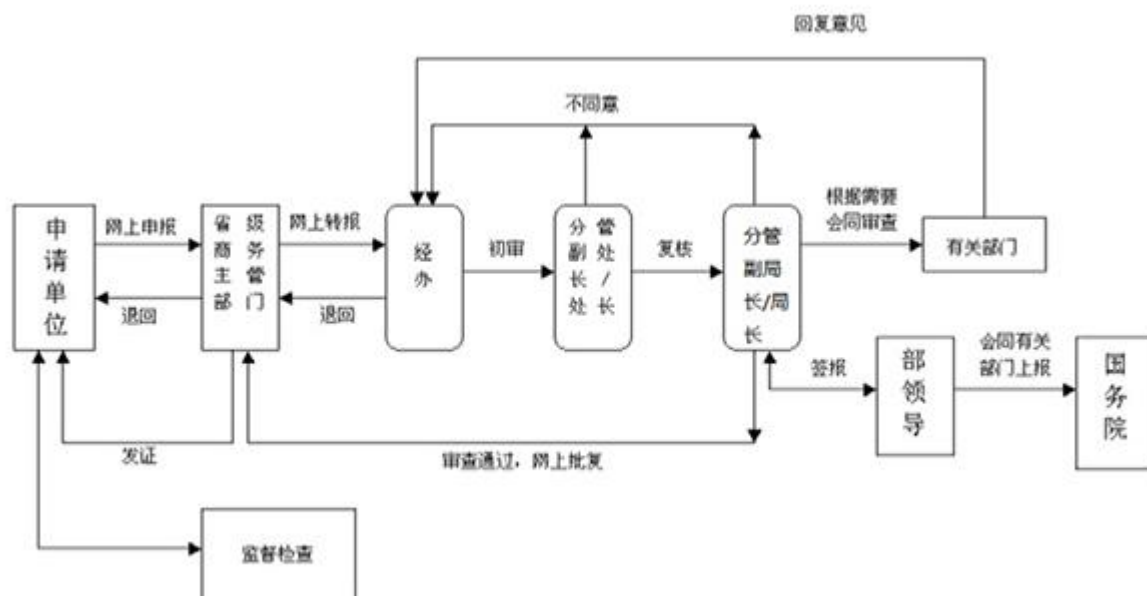 回复意见
不同意
申
请
单
位
网上申报
退回
省 级
商 务
主 管
部 门
网上转报
退回
经
办
初审
分 管
副 处
长 /
处 长
复核
分管
副局
长/局
长
根据需要
会同审查
有关部门
签报
部
领
导
会同有关
部门上报
国
务
院
发证
审查通过，网上批复
监督检查